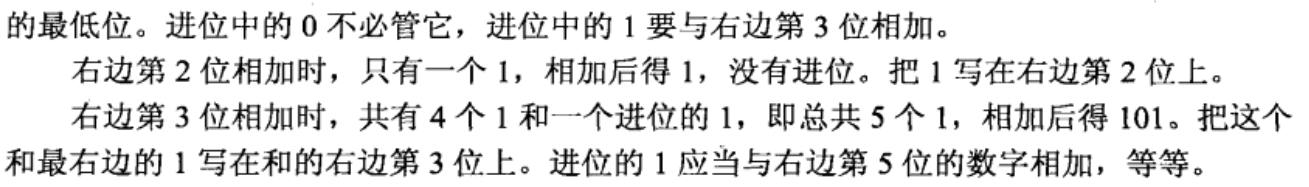 的最低位。进位中的 0 不必管它，进位中的 1 要与右边第 3 位相加。
右边第 2 位相加时，只有一个 1，相加后得 1，没有进位。把 1 写在右边第 2 位上。
右边第 3 位相加时，共有 4 个 1 和一个进位的 1，即总共 5 个 1，相加后得 101。把这个
和最右边的 1 写在和的右边第 3 位上。进位的 1 应当与右边第 5 位的数字相加，等等。